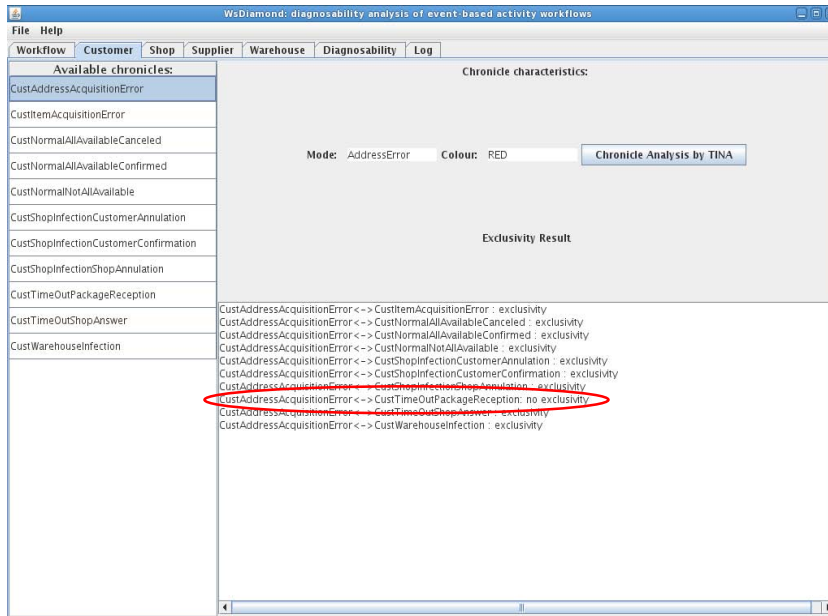 WsDiamond: diagnosability analysis of event-based activity workflows
File Help
Workflow Customer Shop Supplier Warehouse Diagnosability Log
Available chronicles:
CustAddressAcquisitionError
CustItemAcquisitionError
CustNormalAllAvailableCanceled
CustNormalAllAvailableConfirmed
CustNormalNotAllAvailable
CustShopInfectionCustomerAnnulation
CustShopInfectionCustomerConfirmation
CustShopInfectionShopAnnulation
CustTimeOutPackageReception
CustTimeOutShopAnswer
CustWarehouseInfection
Chronicle characteristics:
Mode: AddressError Colour: RED Chronicle Analysis by TINA
Exclusivity Result
CustAddressAcquisitionError<->CustItemAcquisitionError : exclusivity
CustAddressAcquisitionError<->CustNormalAllAvailableCanceled : exclusivity
CustAddressAcquisitionError<->CustNormalAllAvailableConfirmed : exclusivity
CustAddressAcquisitionError<->CustNormalNotAllAvailable : exclusivity
CustAddressAcquisitionError<->CustShopInfectionCustomerAnnulation : exclusivity
CustAddressAcquisitionError<->CustShopInfectionCustomerConfirmation : exclusivity
CustAddressAcquisitionError<->CustShopInfectionShopAnnulation : exclusivity
CustAddressAcquisitionError<->CustTimeOutPackageReception: no exclusivity
CustAddressAcquisitionError<->CustTimeOutShopAnswer : exclusivity
CustAddressAcquisitionError<->CustWarehouseInfection : exclusivity